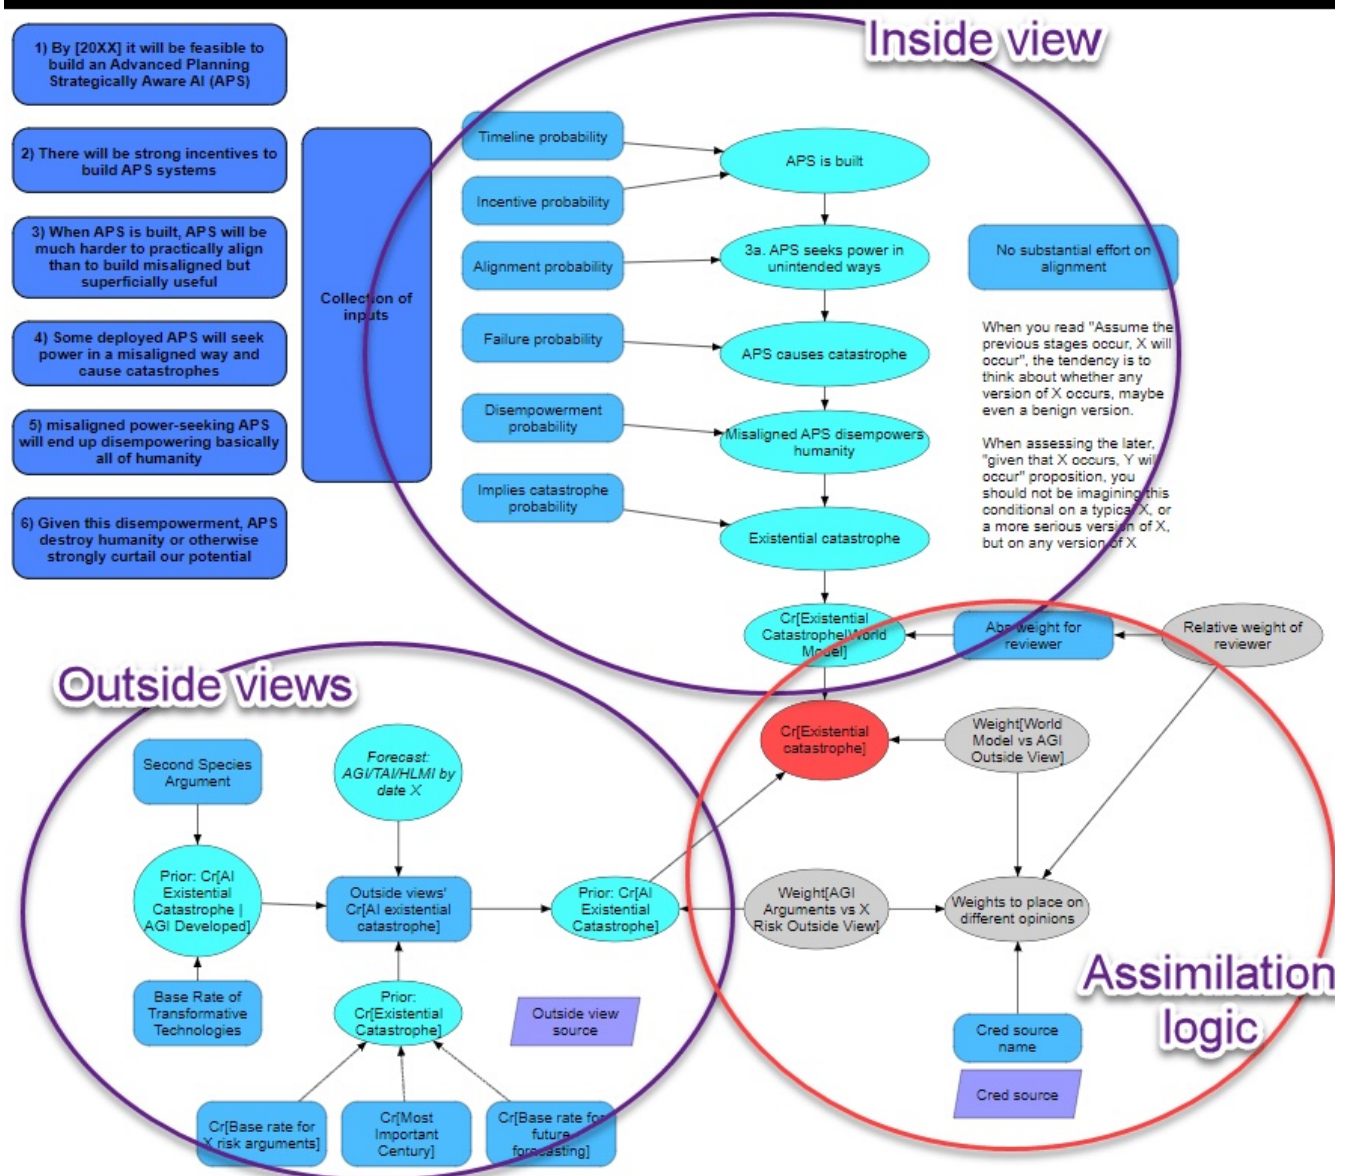 Inside view
1) By [20XX] it will be feasible to
build an Advanced Planning
Strategically Aware AI (APS)
2) There will be strong incentives to
build APS systems
3) When APS is built, APS will be
much harder to practically align
than to build misaligned but
superficially useful
4) Some deployed APS will seek
power in a misaligned way and
cause catastrophes
5) misaligned power-seeking APS
will end up disempowering basically
all of humanity
6) Given this disempowerment, APS
destroy humanity or otherwise
strongly curtail our potential
Collection of
inputs
Timeline probability
Incentive probability
Alignment probability
Failure probability
Disempowerment
probability
Implies catastrophe
probability
APS is built
3a. APS seeks power in
unintended ways
APS causes catastrophe
Misaligned APS disempowers
humanity
Existential catastrophe
Cr[Existential
Catastrophe|World
Model]
No substantial effort on
alignment
When you read "Assume the
previous stages occur, X will
occur", the tendency is to
think about whether any
version of X occurs, maybe
even a benign version.
When assessing the later,
"given that X occurs, Y will
occur" proposition, you
should not be imagining this
conditional on a typical X, or
a more serious version of X,
but on any version of X
Abs weight for
reviewer
Relative weight of
reviewer
Outside views
Second Species
Argument
Forecast:
AGI/TAI/HLMI by
date X
Prior: Cr[AI
Existential
Catastrophe |
AGI Developed]
Outside views'
Cr[AI existential
catastrophe]
Prior: Cr[AI
Existential
Catastrophe]
Base Rate of
Transformative
Technologies
Prior:
Cr[Existential
Catastrophe]
Outside view
source
Cr[Base rate for
X risk arguments]
Cr[Most
Important
Century]
Cr[Base rate for
future
forecasting]
Cr[Existential
catastrophe]
Weight[World
Model vs AGI
Outside View]
Weight[AGI
Arguments vs X
Risk Outside View]
Weights to place on
different opinions
Assimilation
logic
Cred source
name
Cred source